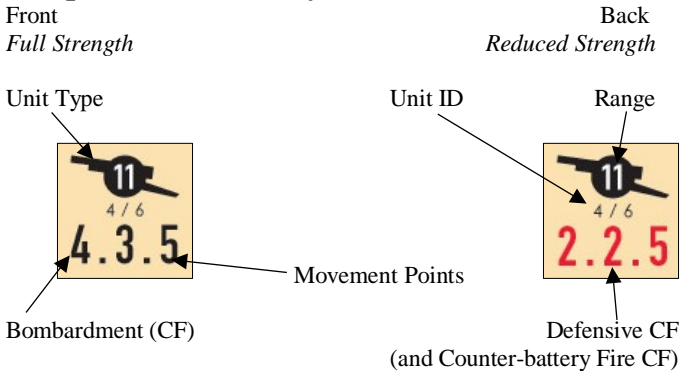 Front Back
Full Strength Reduced Strength
Unit Type Unit ID Range
11 11
4 / 6 4 / 6
4.3.5 2.2.5
Movement Points
Bombardment (CF) Defensive CF
(and Counter-battery Fire CF)